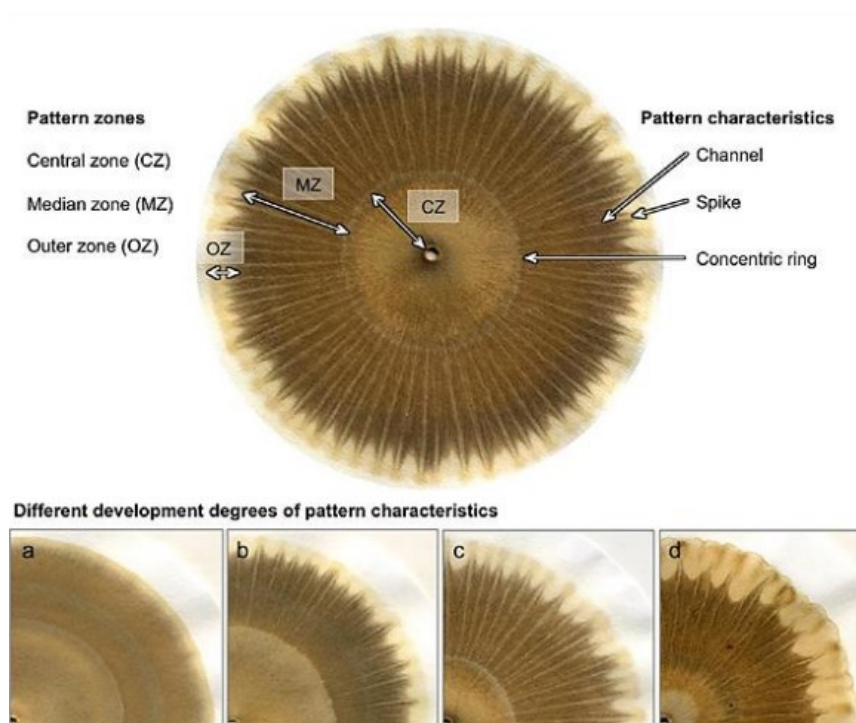 Pattern zones
Central zone (CZ)
Median zone (MZ)
Outer zone (OZ)
MZ
CZ
OZ
Pattern characteristics
Channel
Spike
Concentric ring
Different development degrees of pattern characteristics
a
b
c
d